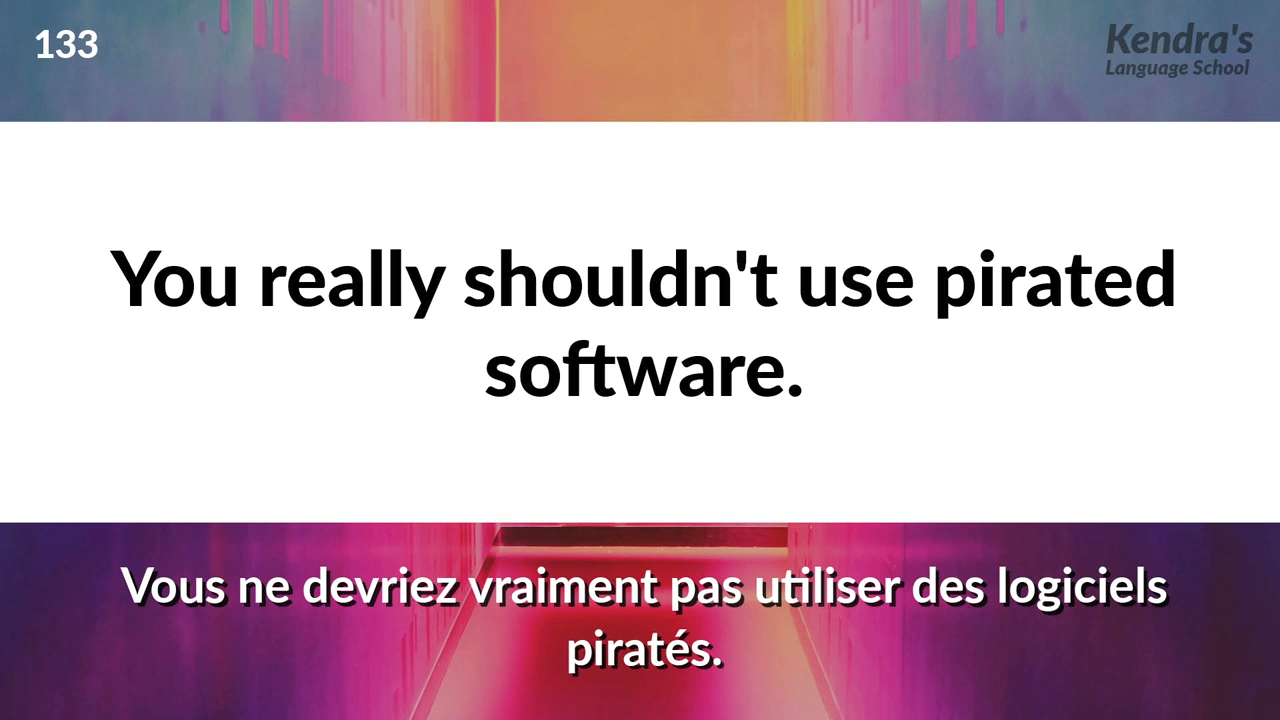 133
Kendra's
Language School
You really shouldn't use pirated
software.
Vous ne devriez vraiment pas utiliser des logiciels
piratés.